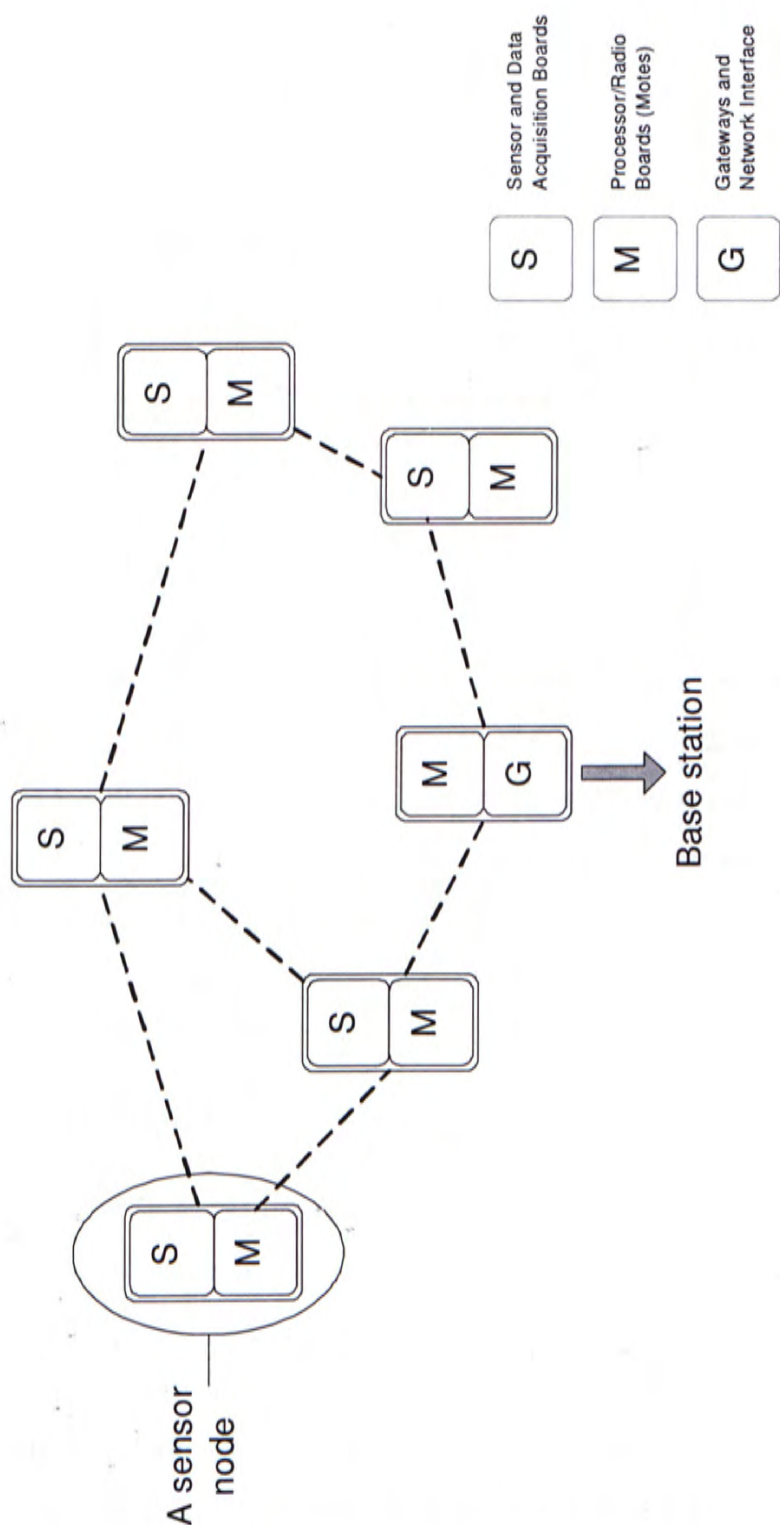 S
M
S
M
A sensor
node
S
M
S
M
S
M
M
G
Base station
S
Sensor and Data
Acquisition Boards
M
Processor/Radio
Boards (Motes)
G
Gateways and
Network Interface